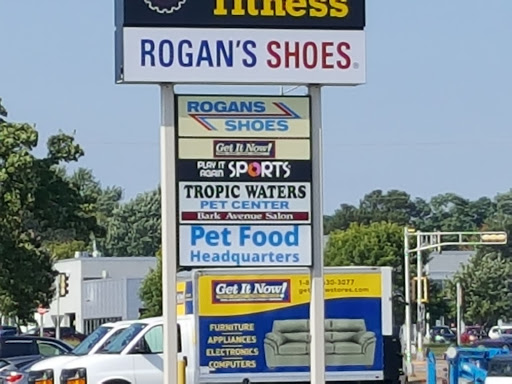 fitness
ROGAN'S SHOES
ROGANS
SHOES
Get It Now!
PLAY IT
AGAIN SPORTS
TROPIC WATERS
PET CENTER
Bark Avenue Salon
Pet Food
Headquarters
Get It Now!
FURNITURE
APPLIANCES
ELECTRONICS
COMPUTERS